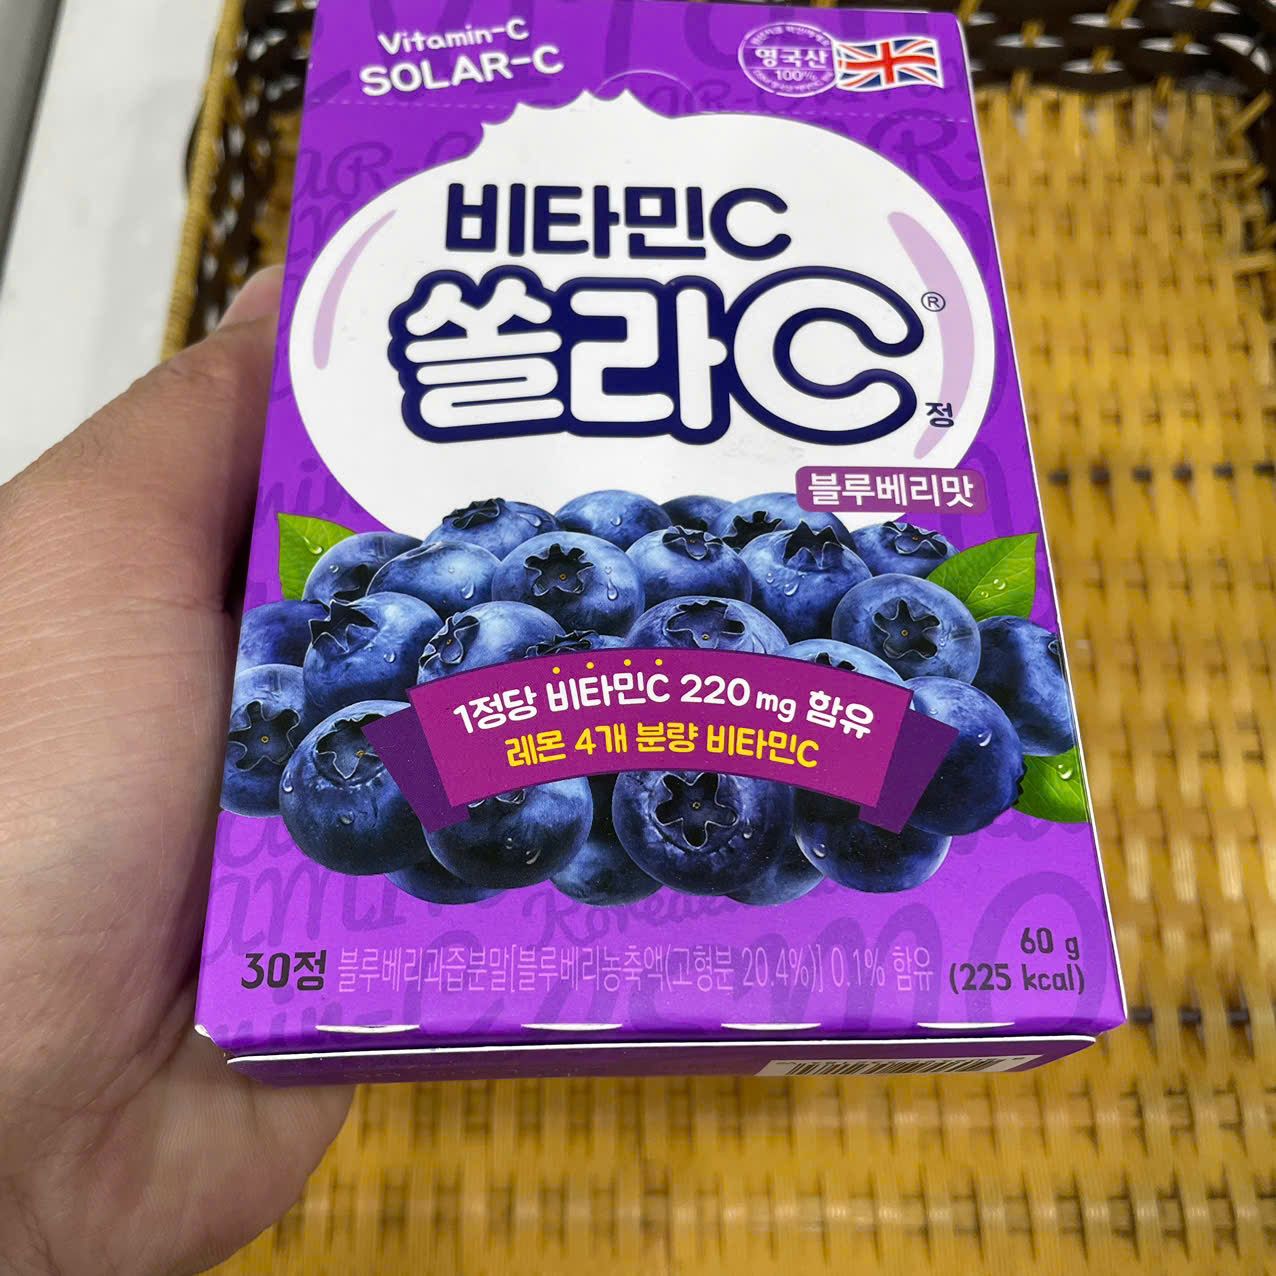 Vitamin-C
SOLAR-C
영국산
100%
비타민C
쏠라C®
정
블루베리맛
1정당 비타민C 220 mg 함유
레몬 4개 분량 비타민C
30정 블루베리과즙분말[블루베리농축액(고형분 20.4%)] 0.1% 함유
60 g
(225 kcal)